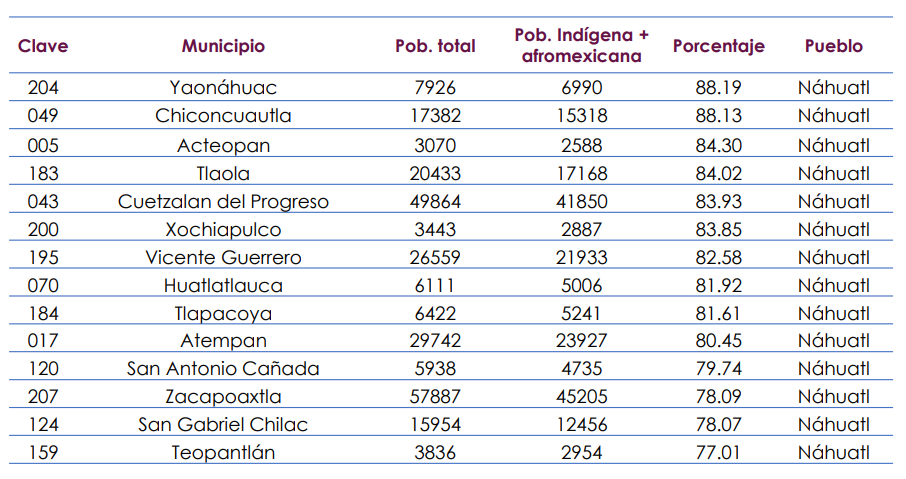 Clave Municipio Pob. total Pob. Indígena + afromexicana Porcentaje Pueblo
204 Yaonáhuac 7926 6990 88.19 Náhuatl
049 Chiconcuautla 17382 15318 88.13 Náhuatl
005 Acteopan 3070 2588 84.30 Náhuatl
183 Tlaola 20433 17168 84.02 Náhuatl
043 Cuetzalan del Progreso 49864 41850 83.93 Náhuatl
200 Xochiapulco 3443 2887 83.85 Náhuatl
195 Vicente Guerrero 26559 21933 82.58 Náhuatl
070 Huatlatlauca 6111 5006 81.92 Náhuatl
184 Tlapacoya 6422 5241 81.61 Náhuatl
017 Atempan 29742 23927 80.45 Náhuatl
120 San Antonio Cañada 5938 4735 79.74 Náhuatl
207 Zacapoaxtla 57887 45205 78.09 Náhuatl
124 San Gabriel Chilac 15954 12456 78.07 Náhuatl
159 Teopantlán 3836 2954 77.01 Náhuatl